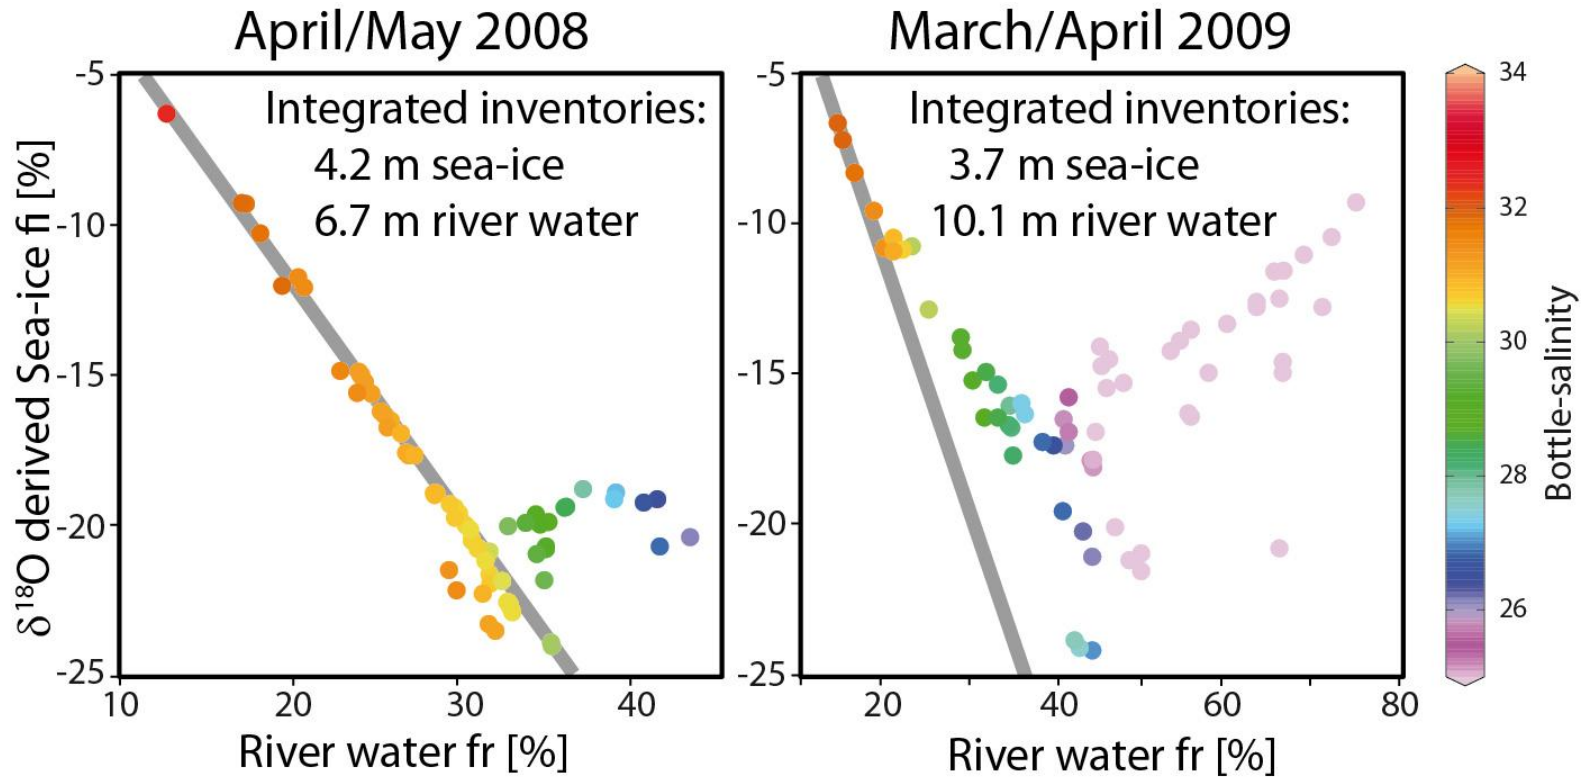 April/May 2008
March/April 2009
Integrated inventories:
4.2 m sea-ice
6.7 m river water
Integrated inventories:
3.7 m sea-ice
10.1 m river water
δ¹⁸O derived Sea-ice fi [%]
-5
-10
-15
-20
-25
10
20
30
40
River water fr [%]
-5
-10
-15
-20
-25
20
40
60
80
River water fr [%]
34
32
30
28
26
Bottle-salinity